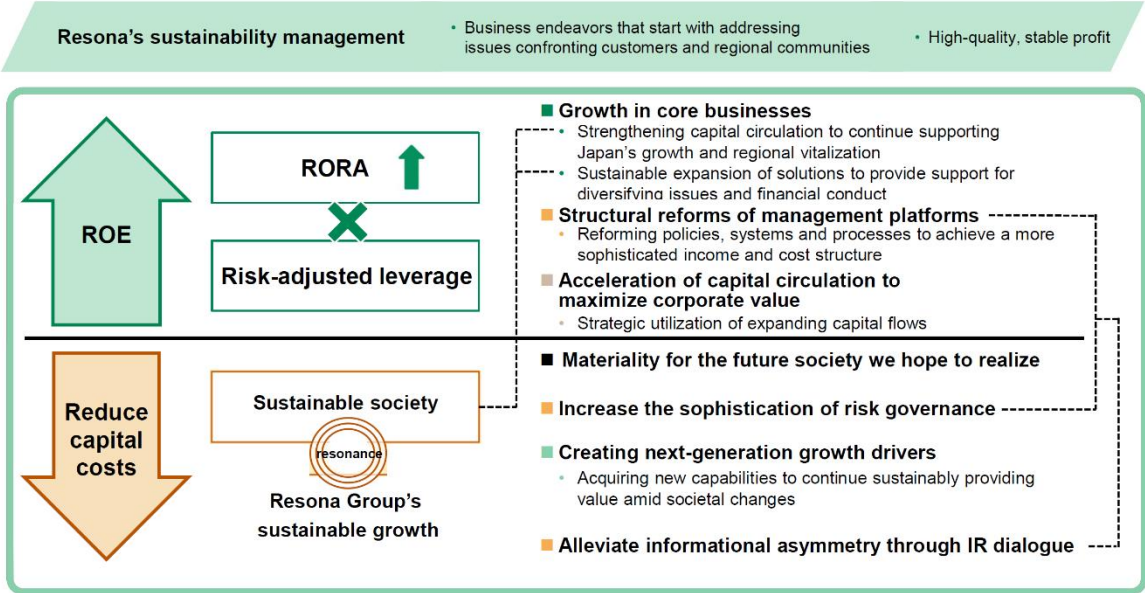 Resona's sustainability management
• Business endeavors that start with addressing
issues confronting customers and regional communities
• High-quality, stable profit
ROE
RORA
Risk-adjusted leverage
■ Growth in core businesses
• Strengthening capital circulation to continue supporting
Japan's growth and regional vitalization
• Sustainable expansion of solutions to provide support for
diversifying issues and financial conduct
■ Structural reforms of management platforms
• Reforming policies, systems and processes to achieve a more
sophisticated income and cost structure
■ Acceleration of capital circulation to
maximize corporate value
• Strategic utilization of expanding capital flows
Reduce
capital
costs
Sustainable society
resonance
Resona Group's
sustainable growth
■ Materiality for the future society we hope to realize
■ Increase the sophistication of risk governance
■ Creating next-generation growth drivers
• Acquiring new capabilities to continue sustainably providing
value amid societal changes
■ Alleviate informational asymmetry through IR dialogue